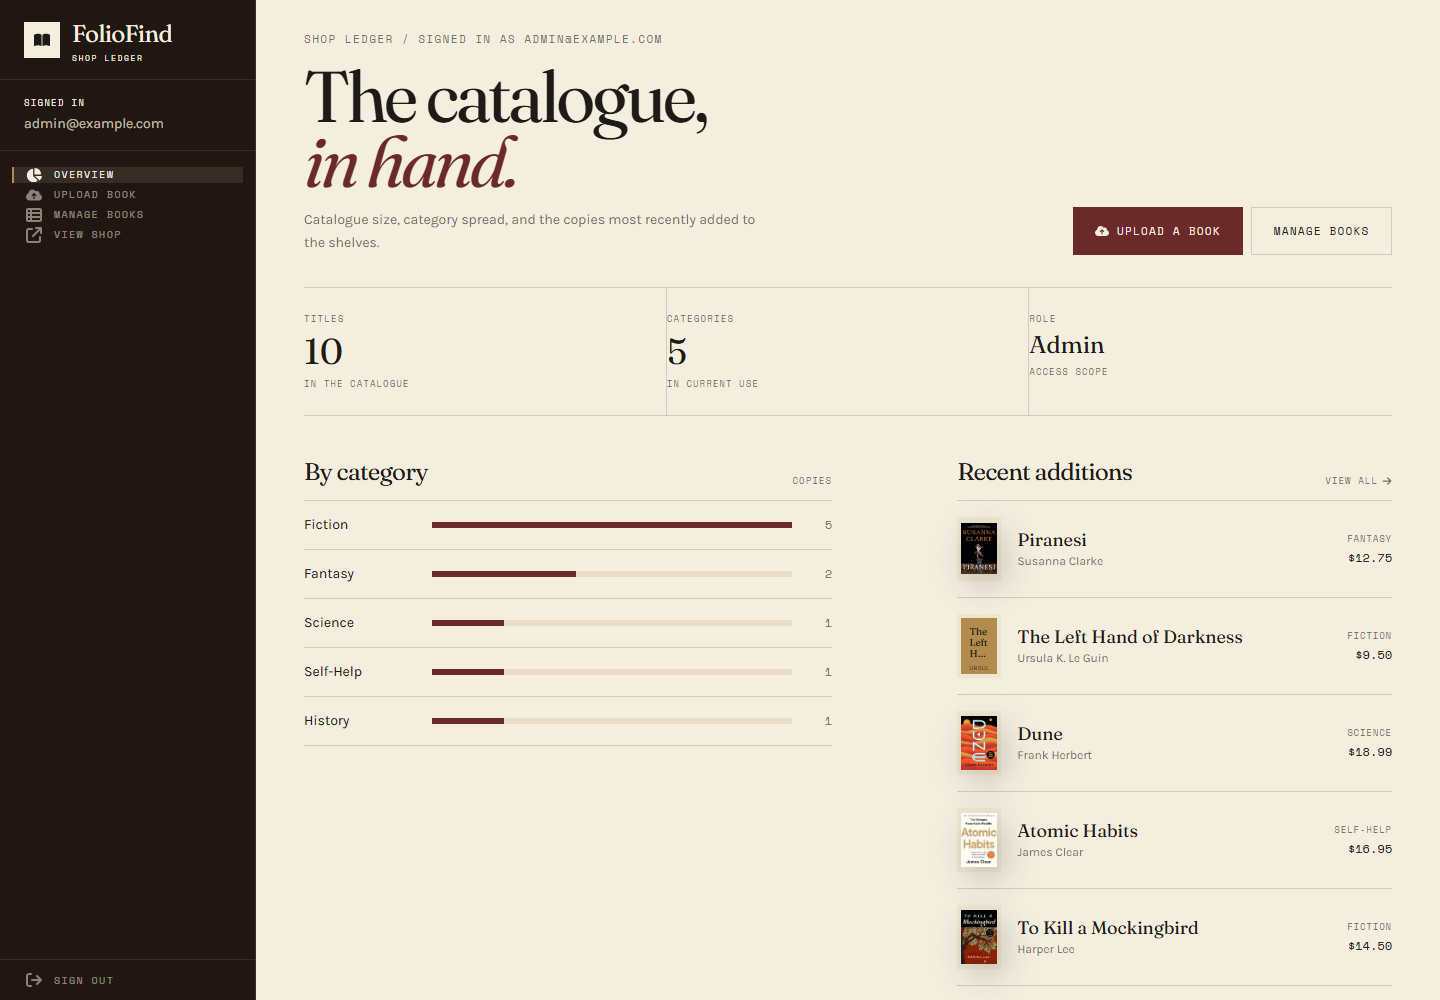 FolioFind
SHOP LEDGER
SIGNED IN
admin@example.com
OVERVIEW
UPLOAD BOOK
MANAGE BOOKS
VIEW SHOP
SIGN OUT
SHOP LEDGER / SIGNED IN AS ADMIN@EXAMPLE.COM
The catalogue,
in hand.
Catalogue size, category spread, and the copies most recently added to
the shelves.
UPLOAD A BOOK
MANAGE BOOKS
TITLES
10
IN THE CATALOGUE
CATEGORIES
5
IN CURRENT USE
ROLE
Admin
ACCESS SCOPE
By category
COPIES
Fiction 5
Fantasy 2
Science 1
Self-Help 1
History 1
Recent additions
VIEW ALL →
SUSANNA
CLARKE
PIRANESI
Piranesi
Susanna Clarke
FANTASY
$12.75
The
Left
H...
URSUL
The Left Hand of Darkness
Ursula K. Le Guin
FICTION
$9.50
DUNE
Dune
Frank Herbert
SCIENCE
$18.99
Atomic
Habits
James Clear
Atomic Habits
James Clear
SELF-HELP
$16.95
TO KILL A
Mockingbird
To Kill a Mockingbird
Harper Lee
FICTION
$14.50